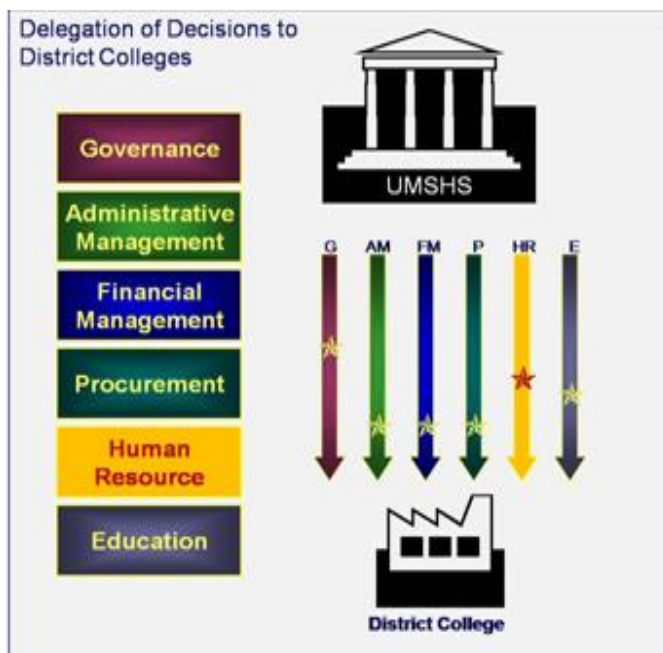 Delegation of Decisions to
District Colleges
Governance
Administrative
Management
Financial
Management
Procurement
Human
Resource
Education
UMSHS
G AM FM P HR E
District College